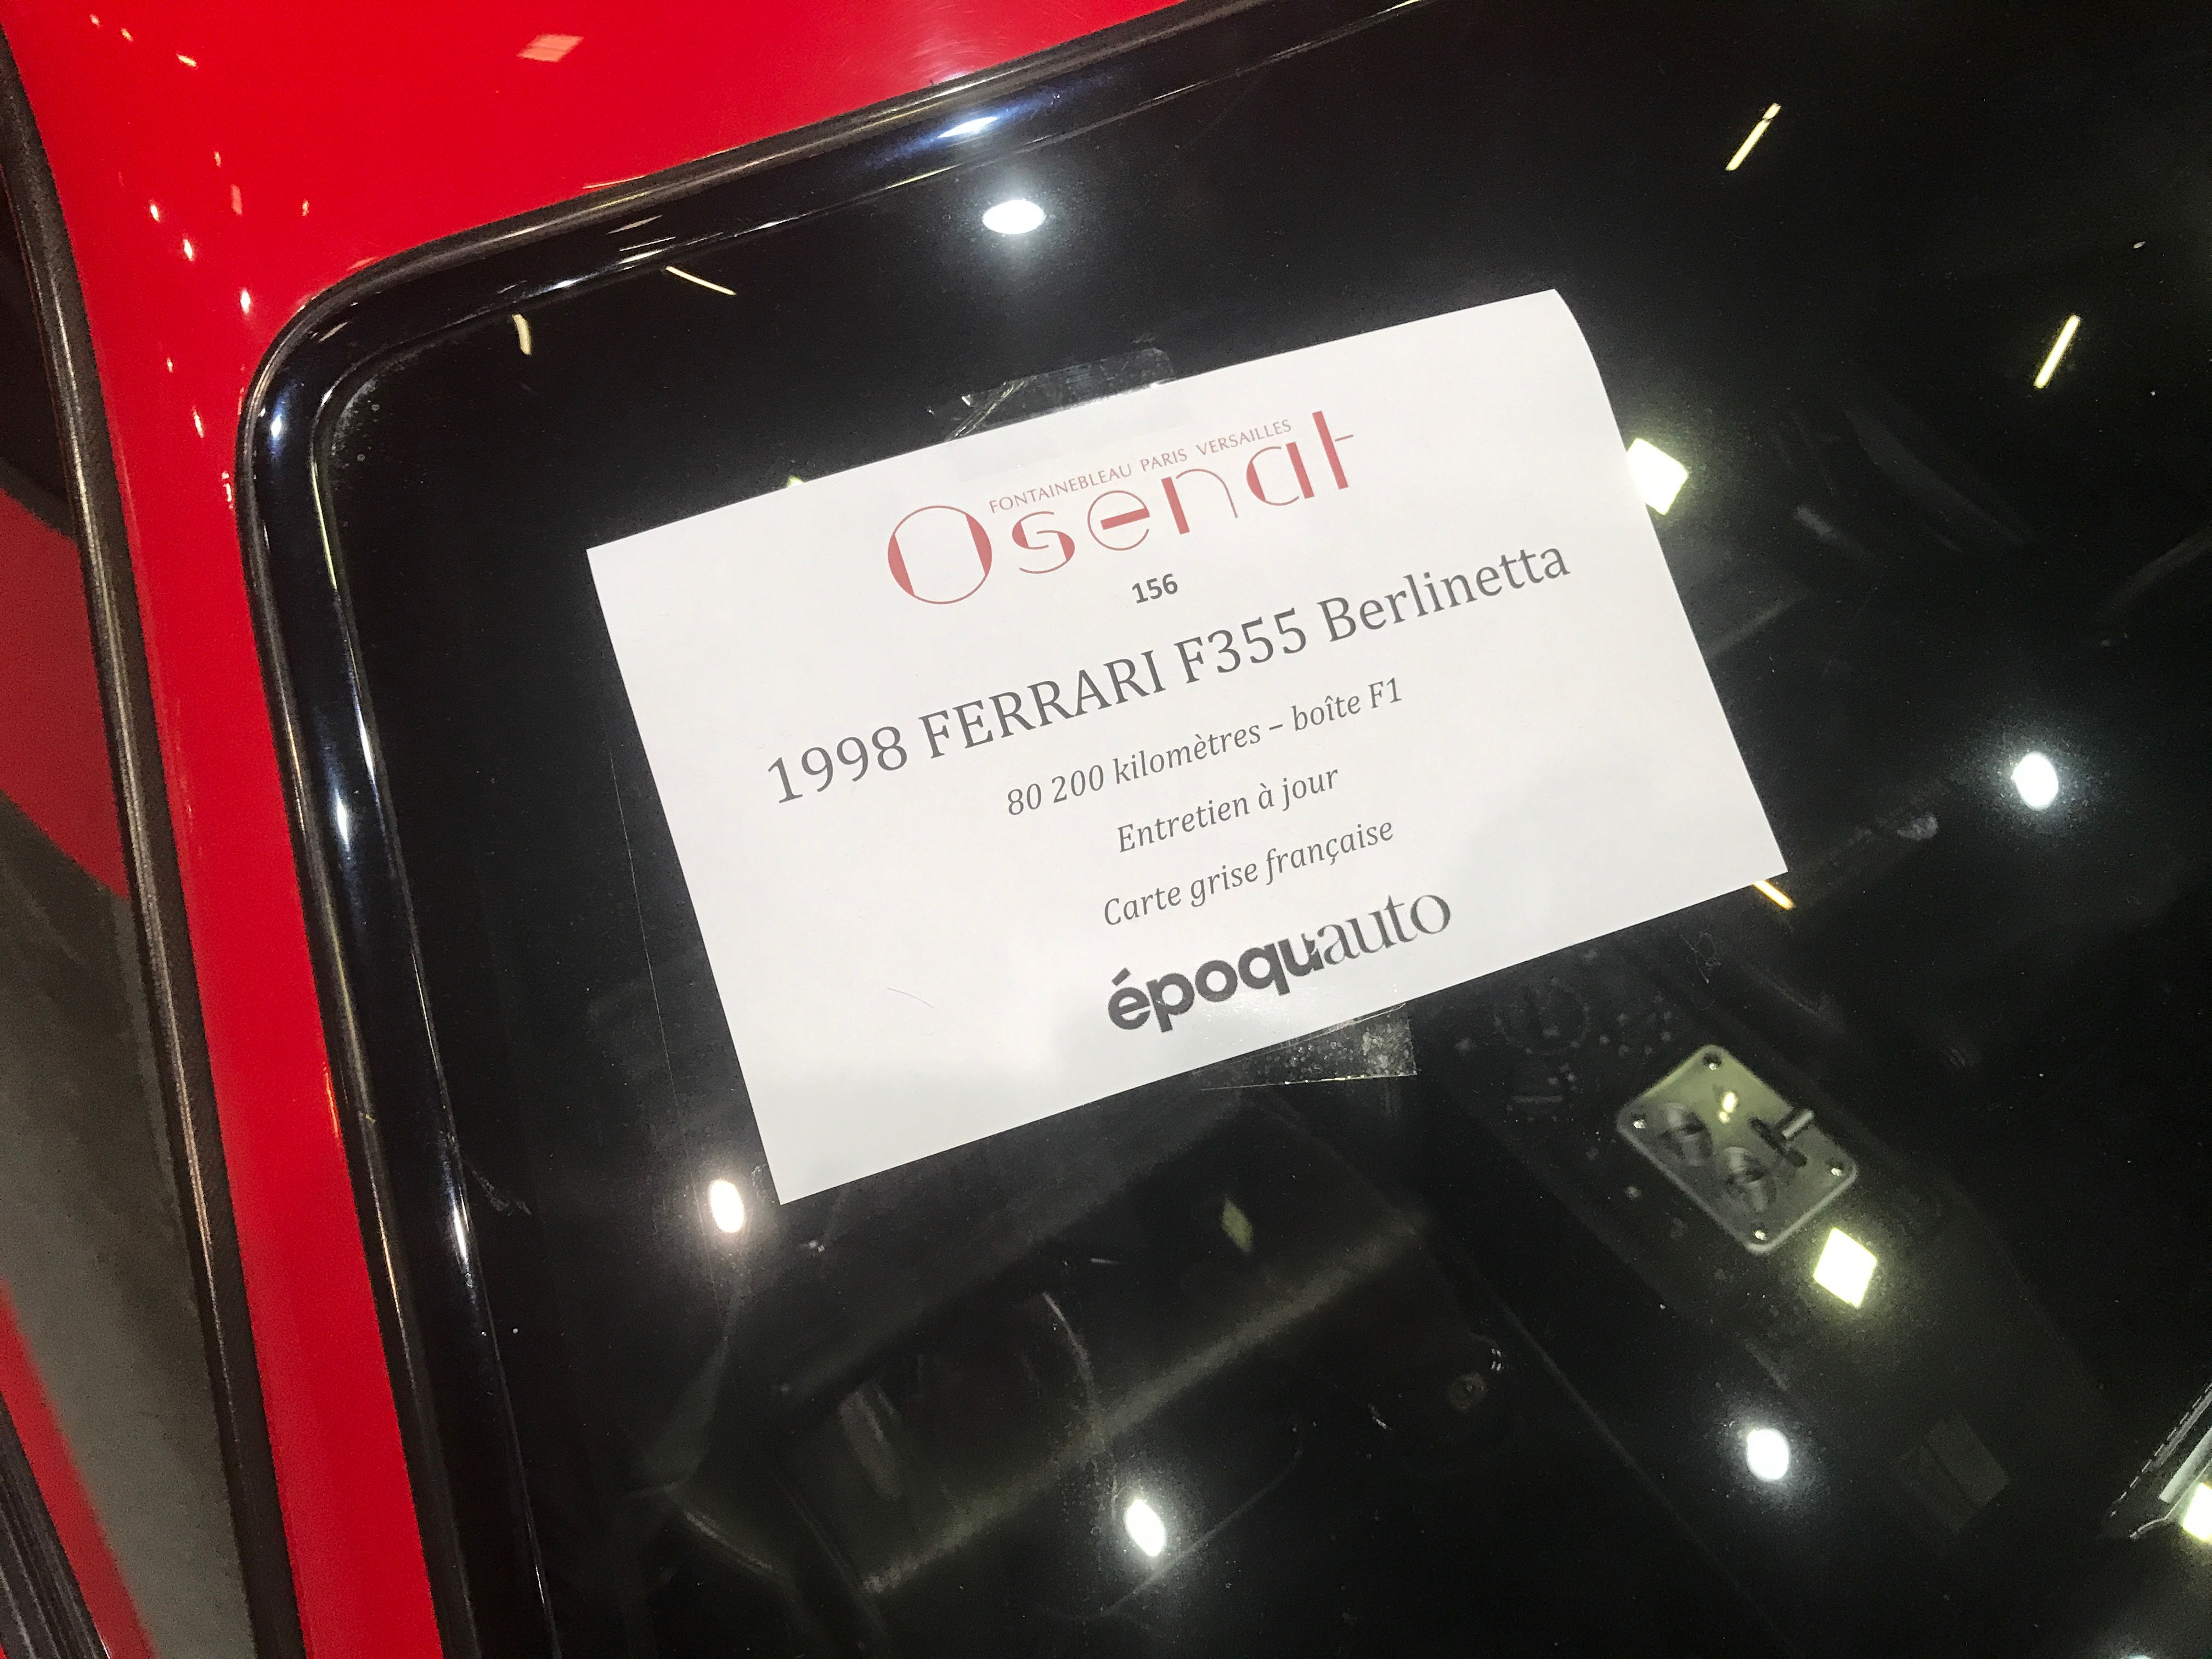 FONTAINEBLEAU PARIS VERSAILLES
Osenat
156
1998 FERRARI F355 Berlinetta
80 200 kilomètres – boîte F1
Entretien à jour
Carte grise française
époquauto